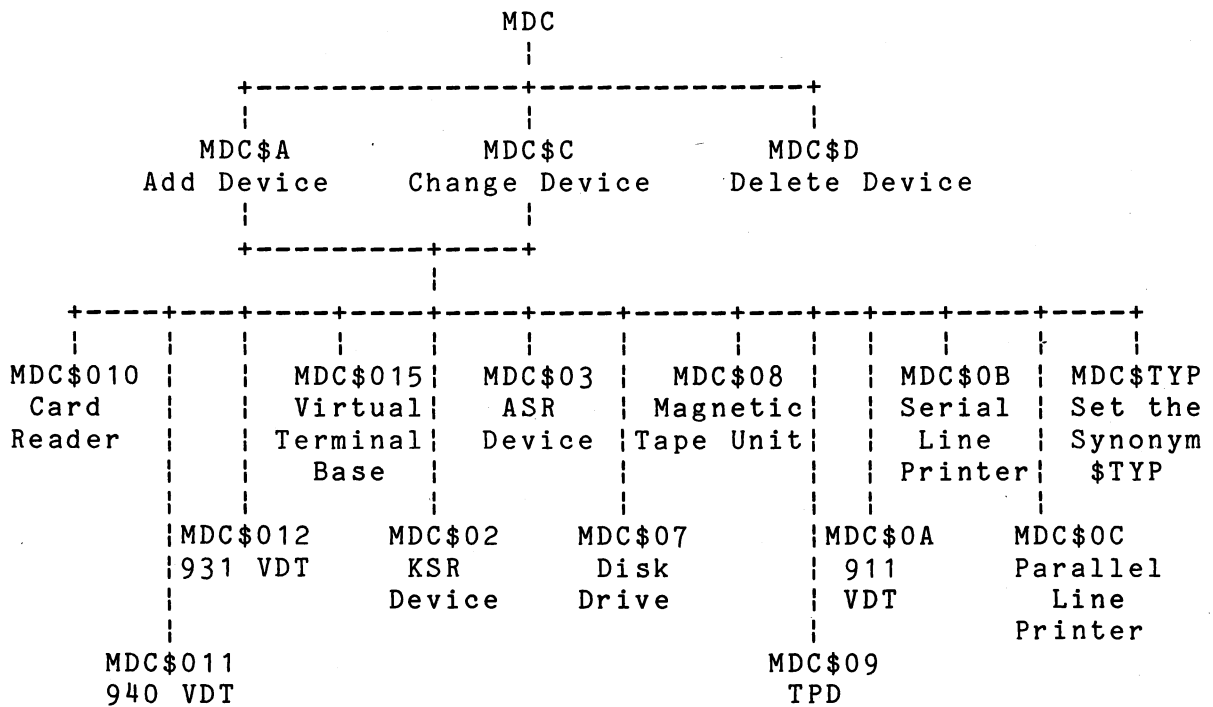 MDC
MDC$A MDC$C MDC$D
Add Device Change Device Delete Device
MDC$010 MDC$015 MDC$03 MDC$08 MDC$0B MDC$TYP
Card Virtual ASR Magnetic Serial Set the
Reader Terminal Device Tape Unit Line Synonym
Base Printer $TYP
MDC$012 MDC$02 MDC$07 MDC$0A MDC$0C
931 VDT KSR Disk 911 Parallel
Device Drive VDT Line
Printer
MDC$011 MDC$09
940 VDT TPD